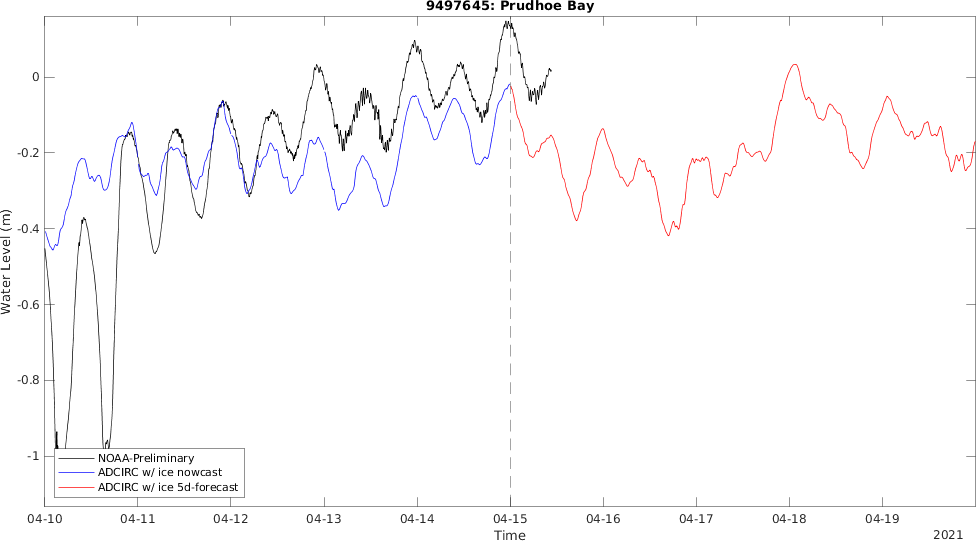 9497645: Prudhoe Bay
Water Level (m)
0
-0.2
-0.4
-0.6
-0.8
-1
NOAA-Preliminary
ADCIRC w/ ice nowcast
ADCIRC w/ ice 5d-forecast
04-10 04-11 04-12 04-13 04-14 04-15 04-16 04-17 04-18 04-19
Time
2021